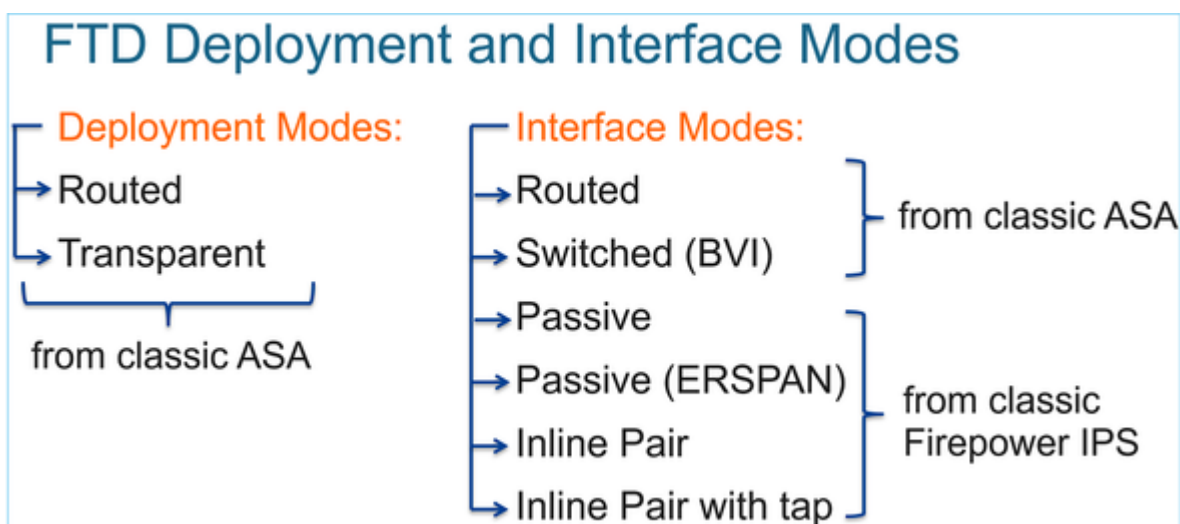 FTD Deployment and Interface Modes
Deployment Modes:
Routed
Transparent
from classic ASA
Interface Modes:
Routed
Switched (BVI)
from classic ASA
Passive
Passive (ERSPAN)
Inline Pair
Inline Pair with tap
from classic
Firepower IPS